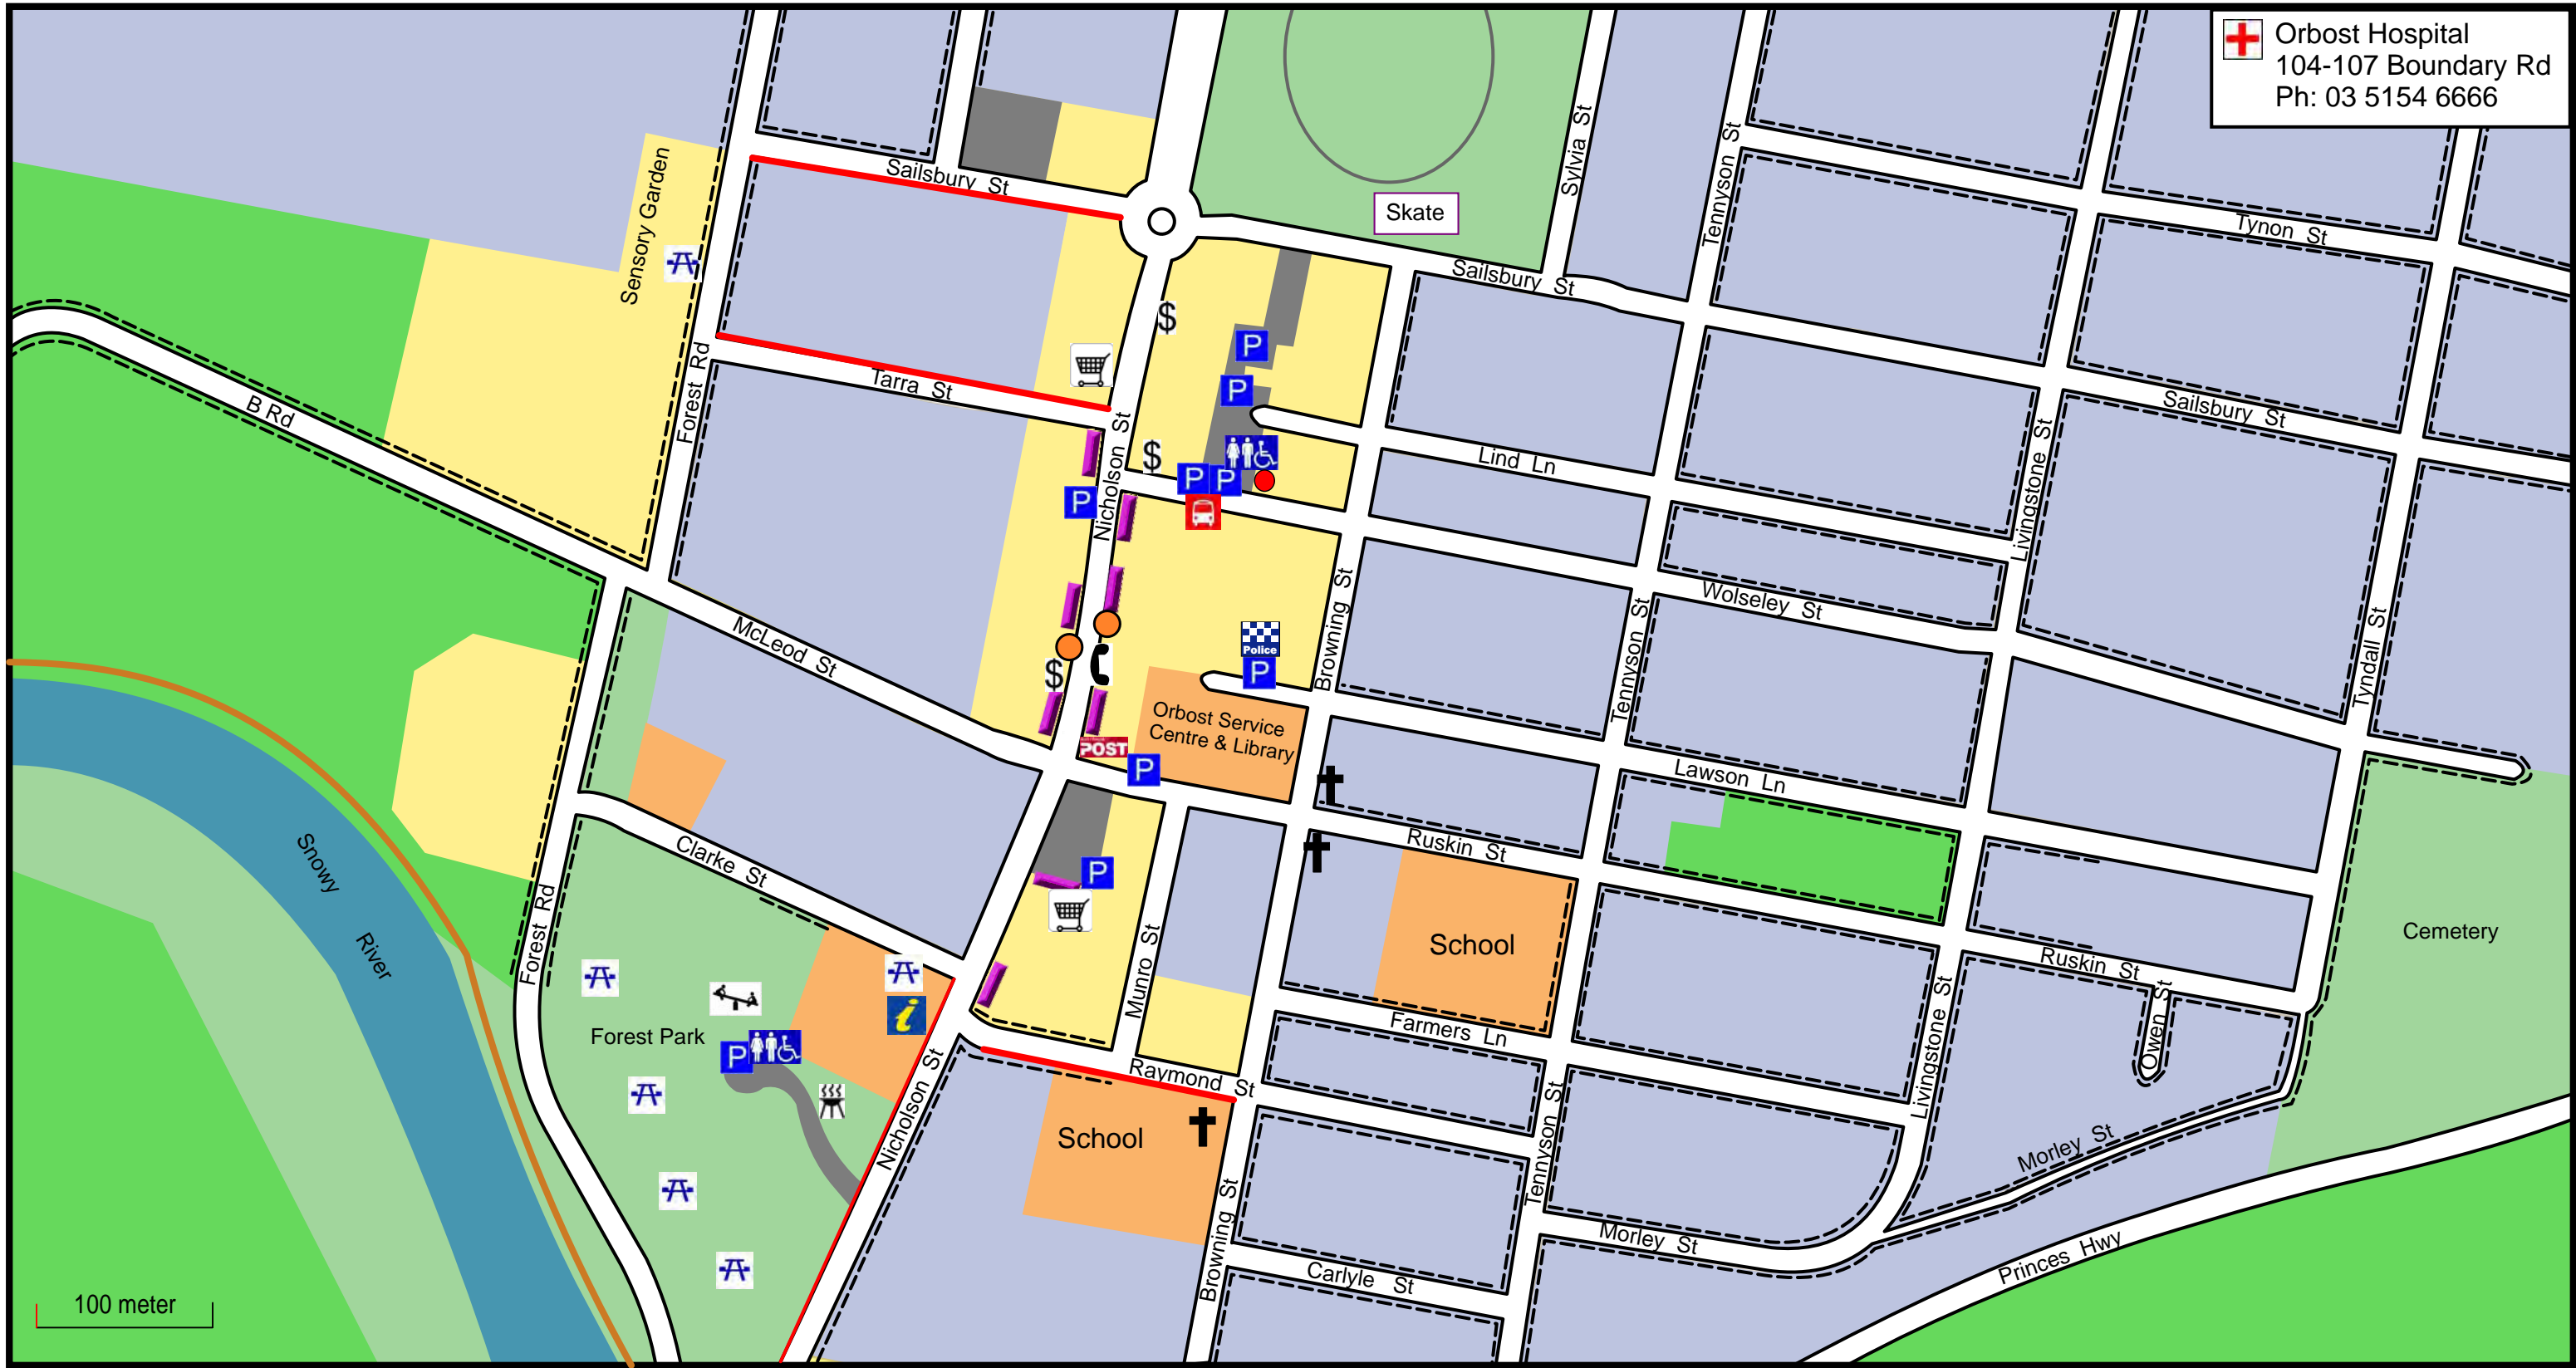 Orbost Hospital
104-107 Boundary Rd
Ph: 03 5154 6666
Sailsbury St
Skate
Sylvia St
Tennyson St
Tynon St
Sensory Garden
Sailsbury St
Sailsbury St
B Rd
Forest Rd
Tarra St
$
P
P
Nicholson St
$
P
P
P
Lind Ln
Livingstone St
Wolseley St
McLeod St
Police
P
Browning St
Tennyson St
Tyndall St
$
Orbost Service
Centre & Library
POST
P
Lawson Ln
Snowy
River
Clarke St
P
Ruskin St
School
Cemetery
Forest Rd
Munro St
Ruskin St
Owen St
Forest Park
P
i
Farmers Ln
Livingstone St
Nicholson St
Raymond St
School
Tennyson St
Morley St
Browning St
Morley St
Carlyle St
Princes Hwy
100 meter